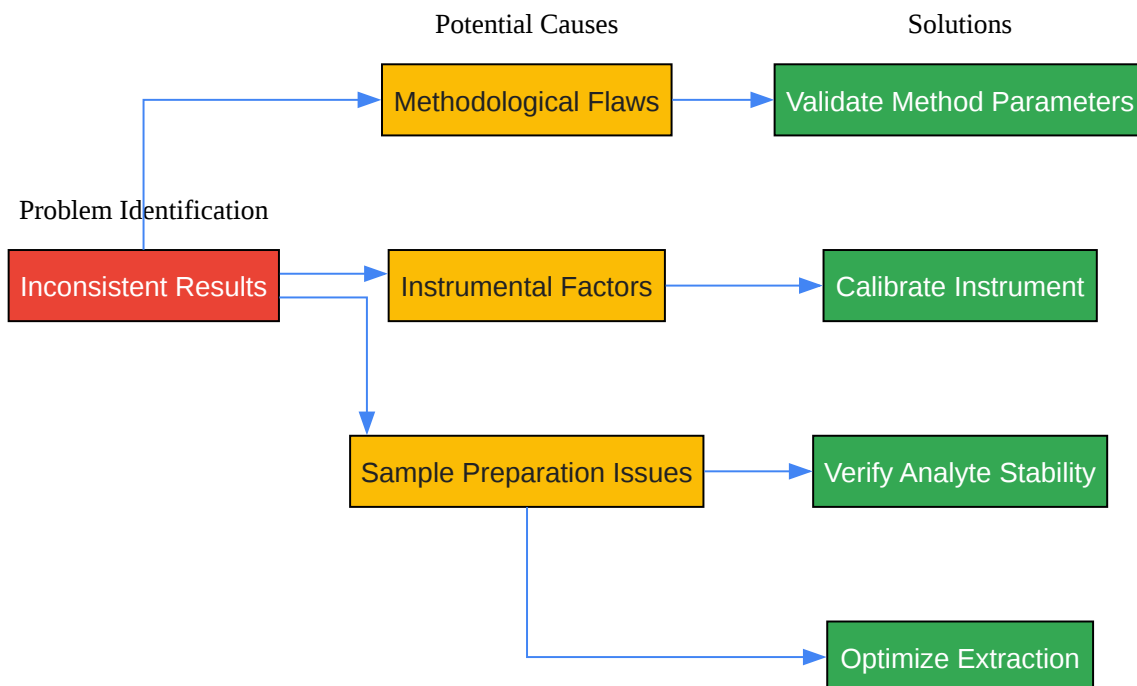 Potential Causes
Solutions
Methodological Flaws
Validate Method Parameters
Problem Identification
Inconsistent Results
Instrumental Factors
Calibrate Instrument
Sample Preparation Issues
Verify Analyte Stability
Optimize Extraction